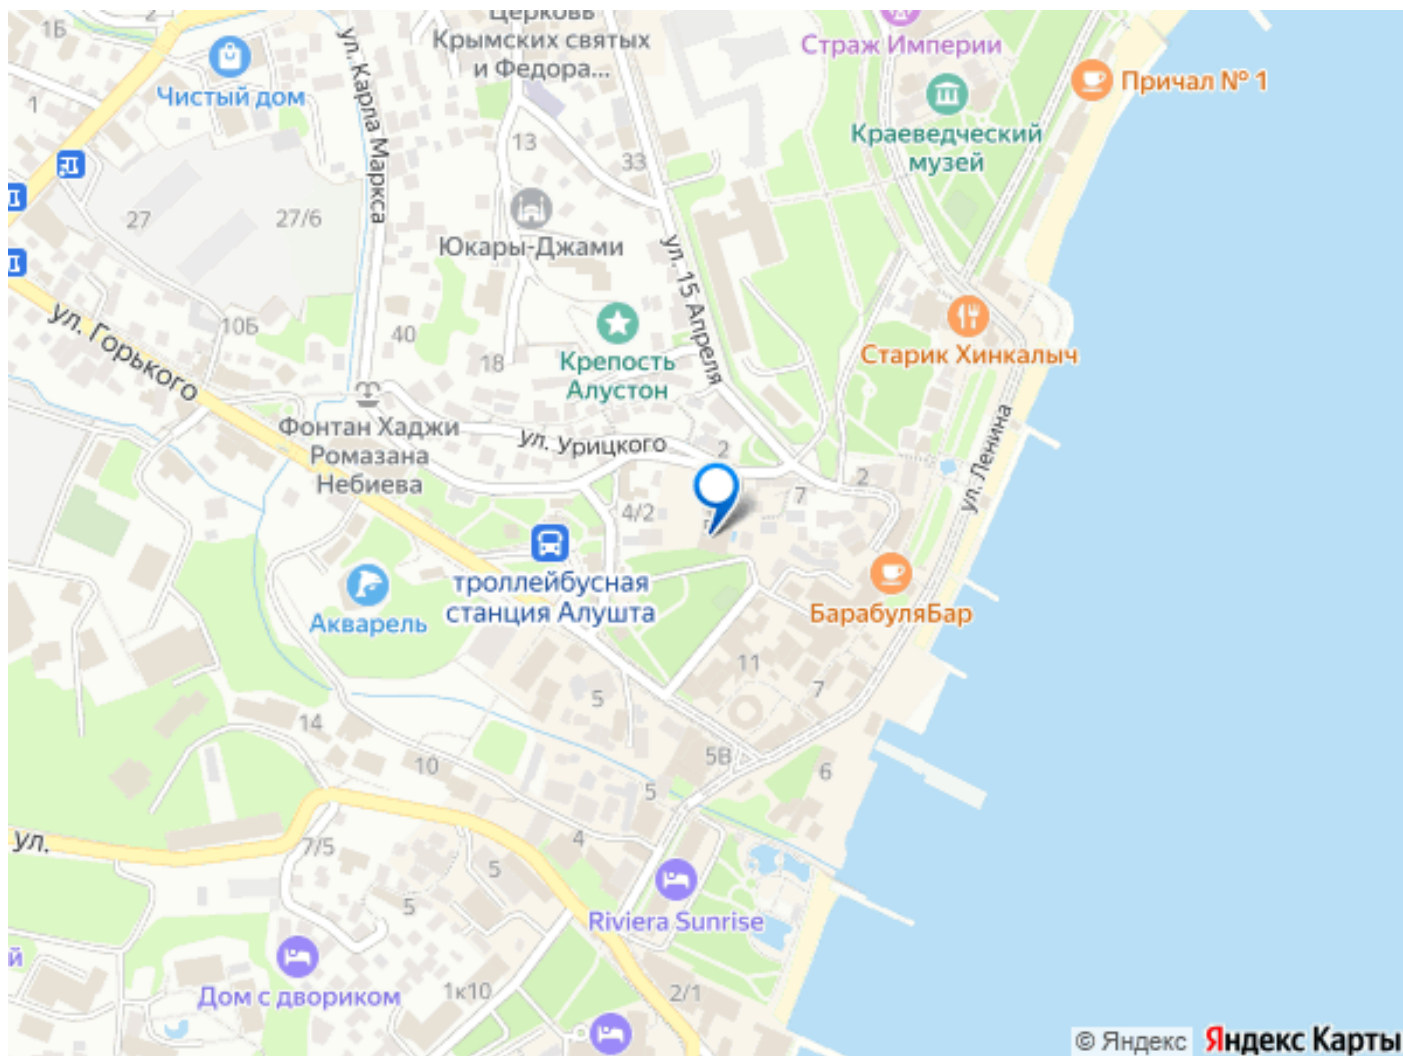 1Б
Церковь
Крымских святых
и Федора...
Страж Империи
Причал № 1
2
ул. Карла Маркса
Чистый дом
1
Краеведческий
музей
13
33
27
27/6
Юкары-Джами
ул. 15 Апреля
ул. Горького
10Б
40
18
Крепость
Алустон
Старик Хинкалыч
Фонтан Хаджи
Ромазана
Небиева
ул. Урицкого
2
ул. Ленина
2
7
4/2
троллейбусная
станция Алушта
Акварель
БарабуляБар
11
7
5
14
5В
6
10
5
ул.
7/5
4
5
5
Riviera Sunrise
й
Дом с двориком
1к10
2/1
© Яндекс Яндекс Карты